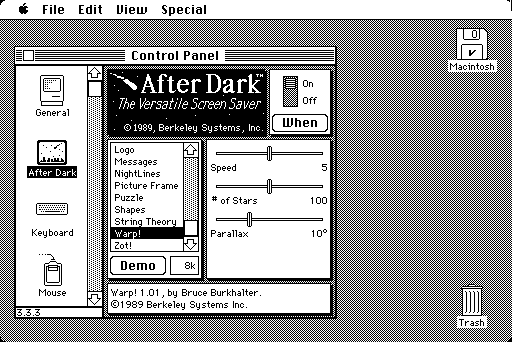 File Edit View Special
Control Panel
Macintosh
General
After Dark
Keyboard
Mouse
3.3.3
After Dark™
The Versatile Screen Saver
©1989, Berkeley Systems, Inc.
On
Off
When
Logo
Messages
NightLines
Picture Frame
Puzzle
Shapes
String Theory
Warp!
Zot!
Demo
8k
Speed 5
# of Stars 100
Parallax 10°
Warp! 1.01, by Bruce Burkhalter.
©1989 Berkeley Systems Inc.
Trash